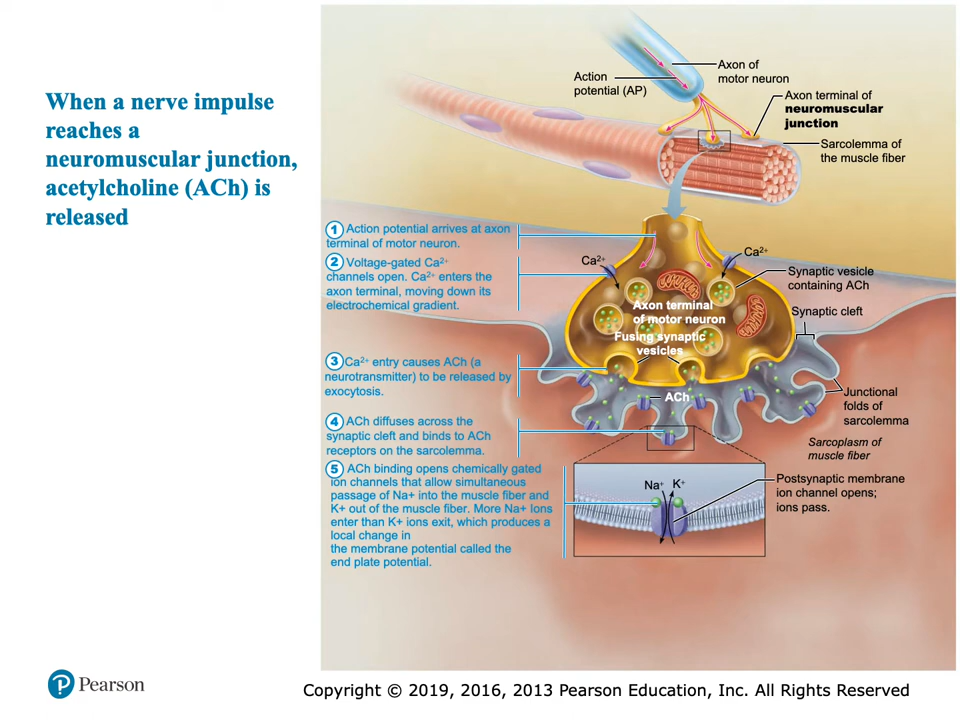 When a nerve impulse
reaches a
neuromuscular junction,
acetylcholine (ACh) is
released
Action
potential (AP)
Axon of
motor neuron
Axon terminal of
neuromuscular
junction
Sarcolemma of
the muscle fiber
1 Action potential arrives at axon
terminal of motor neuron.
2 Voltage-gated Ca²⁺
channels open. Ca²⁺ enters the
axon terminal, moving down its
electrochemical gradient.
Ca²⁺
Ca²⁺
Synaptic vesicle
containing ACh
Axon terminal
of motor neuron
Synaptic cleft
Fusing synaptic
vesicles
3 Ca²⁺ entry causes ACh (a
neurotransmitter) to be released by
exocytosis.
ACh
Junctional
folds of
sarcolemma
4 ACh diffuses across the
synaptic cleft and binds to ACh
receptors on the sarcolemma.
Sarcoplasm of
muscle fiber
5 ACh binding opens chemically gated
ion channels that allow simultaneous
passage of Na+ into the muscle fiber and
K+ out of the muscle fiber. More Na+ Ions
enter than K+ ions exit, which produces a
local change in
the membrane potential called the
end plate potential.
Na⁺ K⁺
Postsynaptic membrane
ion channel opens;
ions pass.
Pearson
Copyright © 2019, 2016, 2013 Pearson Education, Inc. All Rights Reserved